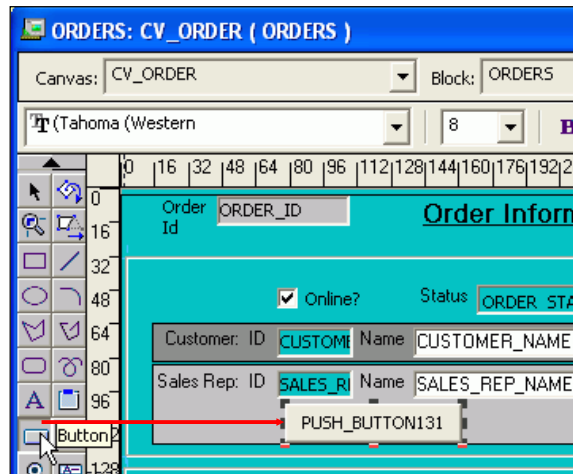 ORDERS: CV_ORDER ( ORDERS )
Canvas: CV_ORDER Block: ORDERS
(Tahoma (Western 8 B
0 16 32 48 64 80 96 112 128 144 160 176 192
0 16 32 48 64 80 96 128
Order Id ORDER_ID Order Inform
Online? Status ORDER_STA
Customer: ID CUSTOME Name CUSTOMER_NAME
Sales Rep: ID SALES_RE Name SALES_REP_NAME
A
PUSH_BUTTON131
Button